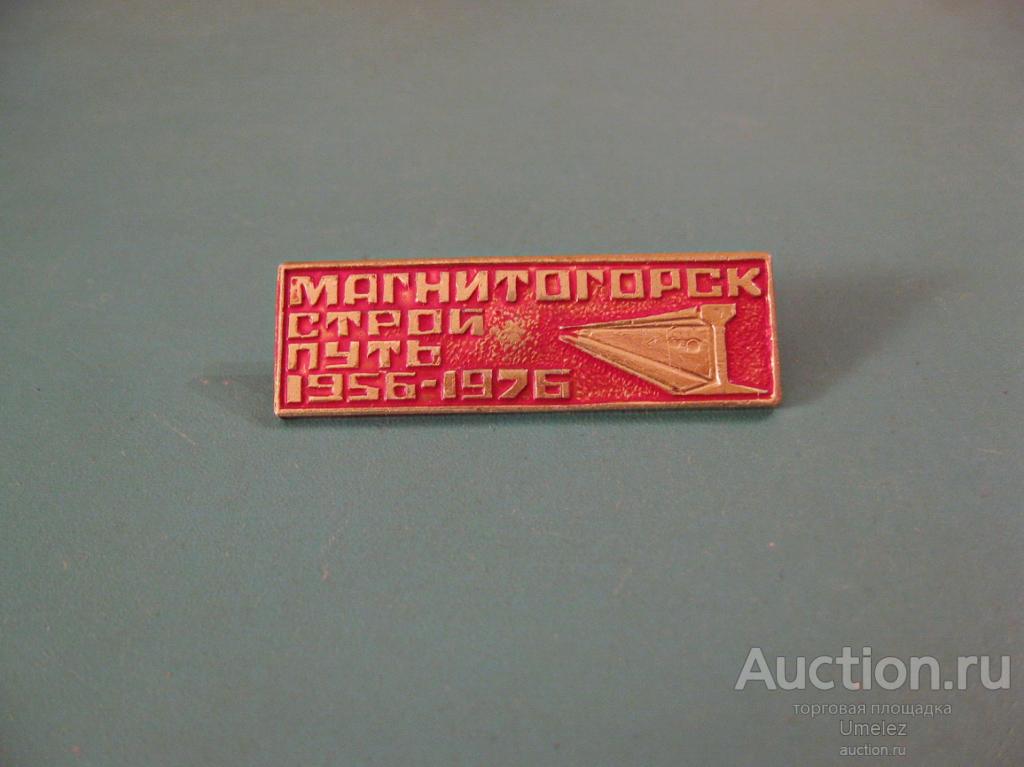 МАГНИТОГОРСК
СТРОЙ
ПУТЬ
1956-1976
Auction.ru
торговая площадка
Umelez
auction.ru